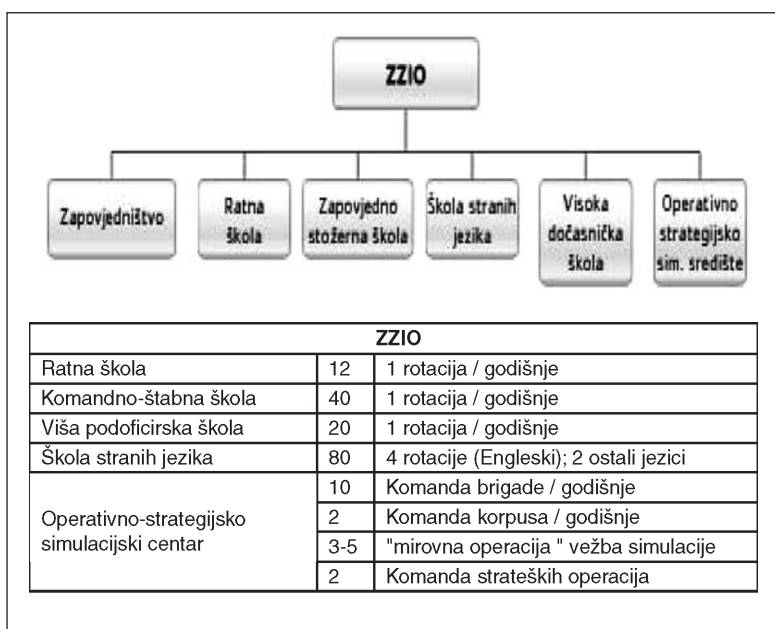 ZZIO
Zapovjedništvo
Ratna
škola
Zapovjedno
stožerna škola
Škola stranih
jezika
Visoka
dočasnička
škola
Operativno
strategijsko
sim. središte
ZZIO
Ratna škola 12 1 rotacija / godišnje
Komandno-štabna škola 40 1 rotacija / godišnje
Viša podoficirska škola 20 1 rotacija / godišnje
Škola stranih jezika 80 4 rotacije (Engleski); 2 ostali jezici
Operativno-strategijsko
simulacijski centar
10 Komanda brigade / godišnje
2 Komanda korpusa / godišnje
3-5 "mirovna operacija " vežba simulacije
2 Komanda strateških operacija